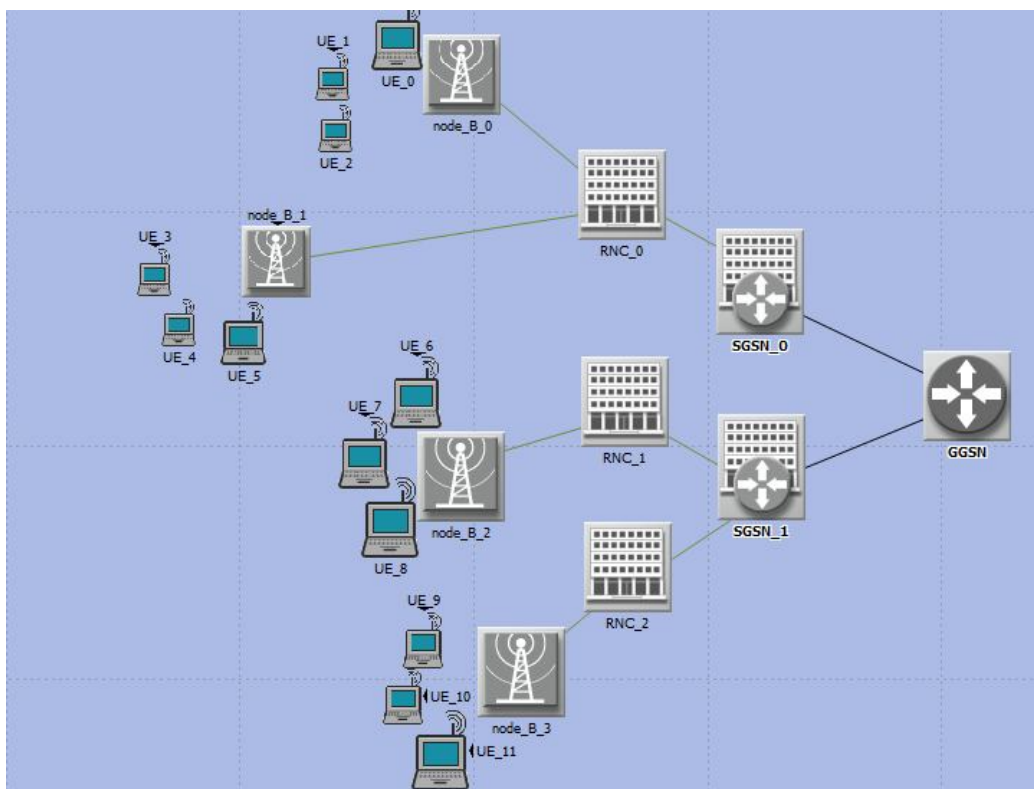 UE_1
UE_0
node_B_0
UE_2
node_B_1
UE_3
RNC_0
UE_4
UE_5
SGSN_0
UE_6
UE_7
RNC_1
GGSN
node_B_2
SGSN_1
UE_8
UE_9
RNC_2
UE_10
node_B_3
UE_11